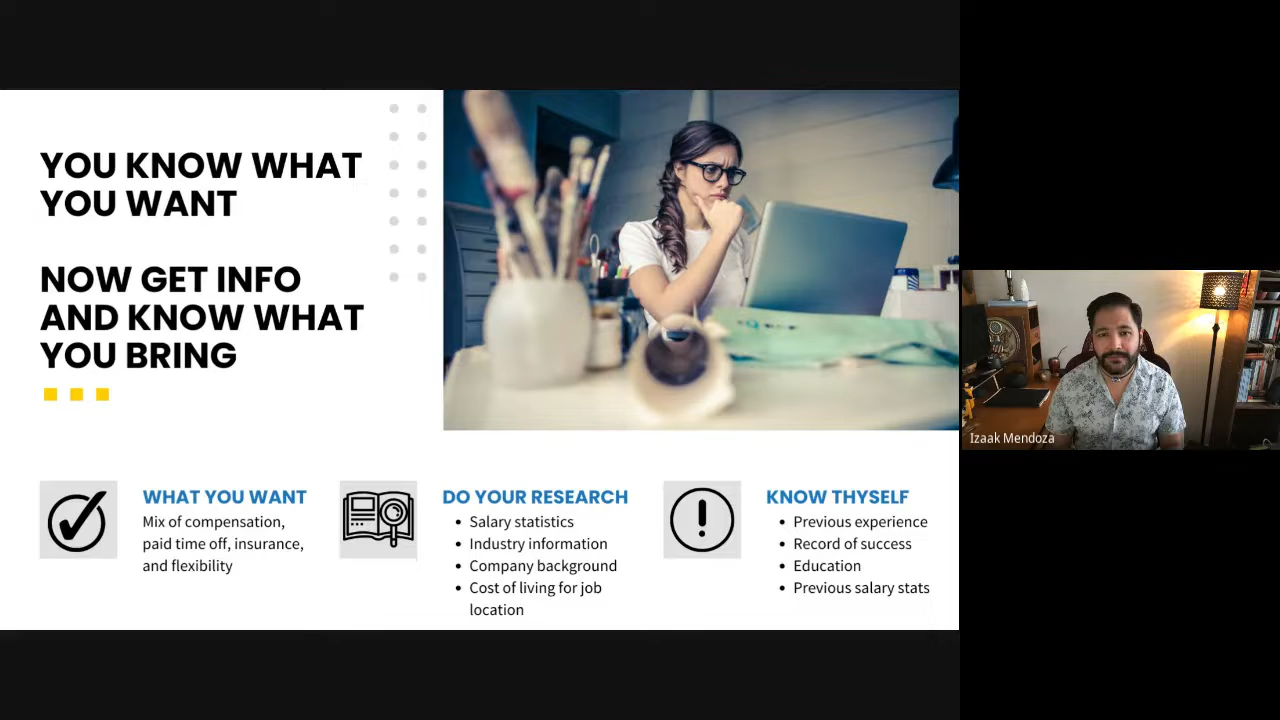 YOU KNOW WHAT
YOU WANT
NOW GET INFO
AND KNOW WHAT
YOU BRING
WHAT YOU WANT
Mix of compensation,
paid time off, insurance,
and flexibility
DO YOUR RESEARCH
• Salary statistics
• Industry information
• Company background
• Cost of living for job
location
KNOW THYSELF
• Previous experience
• Record of success
• Education
• Previous salary stats
Izaak Mendoza